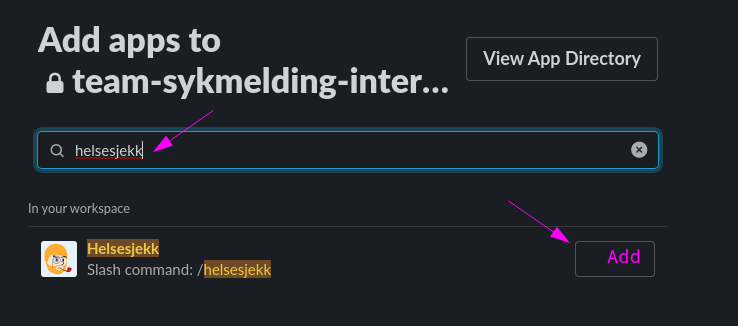 Add apps to
team-sykmelding-inter...
View App Directory
helsesjekk
In your workspace
Helsesjekk
Slash command: /helsesjekk
Add